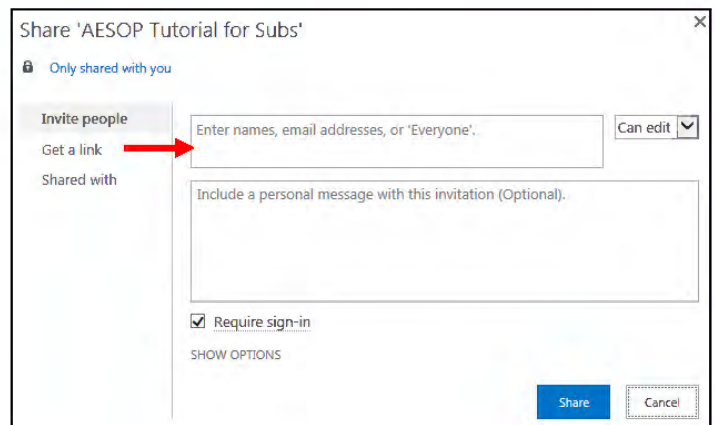 Share 'AESOP Tutorial for Subs'
Only shared with you
Invite people
Get a link
Shared with
Enter names, email addresses, or 'Everyone'.
Can edit
Include a personal message with this invitation (Optional).
Require sign-in
SHOW OPTIONS
Share
Cancel